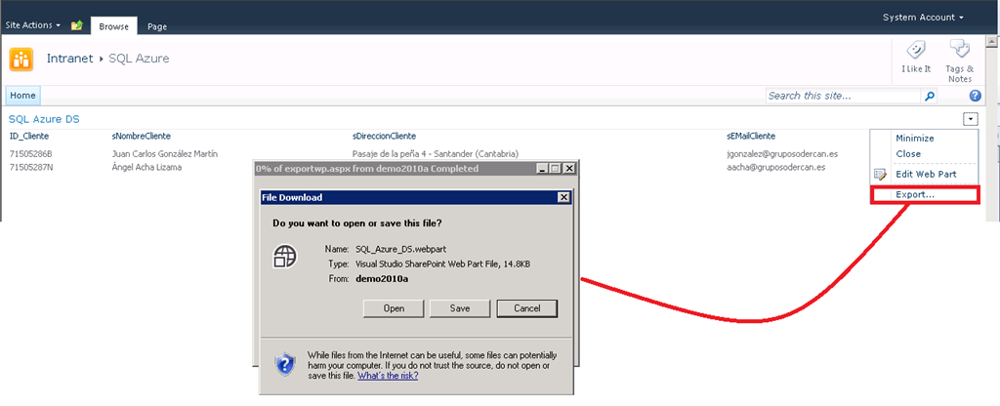 System Account
Site Actions
Browse
Page
Intranet ▸ SQL Azure
I Like It
Tags &
Notes
Home
Search this site...
SQL Azure DS
ID_Cliente sNombreCliente sDireccionCliente sEMailCliente
71505286B Juan Carlos González Martín Pasaje de la peña 4 - Santander (Cantabria) jgonzalez@gruposodercan.es
71505287N Ángel Acha Lizama aacha@gruposodercan.es
Minimize
Close
Edit Web Part
Export...
0% of exportwp.aspx from demo2010a Completed
File Download
Do you want to open or save this file?
Name: SQL_Azure_DS.webpart
Type: Visual Studio SharePoint Web Part File, 14.8KB
From: demo2010a
Open Save Cancel
While files from the Internet can be useful, some files can potentially
harm your computer. If you do not trust the source, do not open or
save this file. What's the risk?